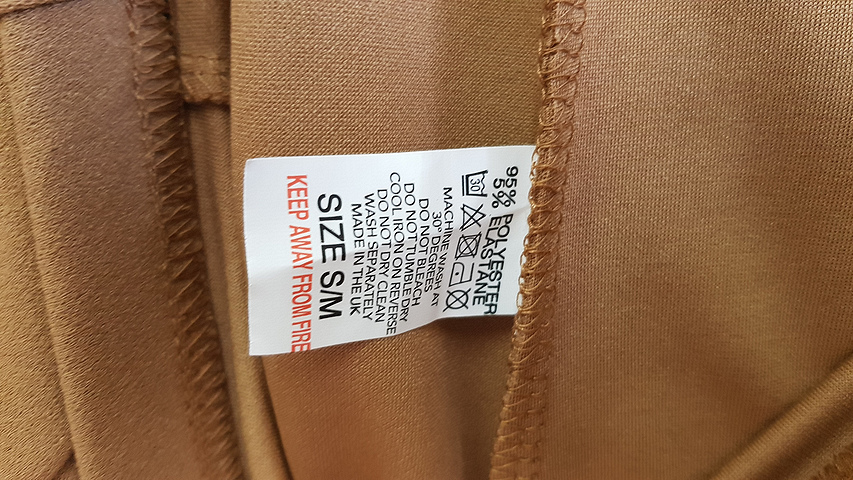 95% POLYESTER
5% ELASTANE
30
MACHINE WASH AT
30° DEGREES
DO NOT BLEACH
DO NOT TUMBLE DRY
COOL IRON ON REVERSE
DO NOT DRY CLEAN
WASH SEPARATELY
MADE IN THE UK
SIZE S/M
KEEP AWAY FROM FIRE